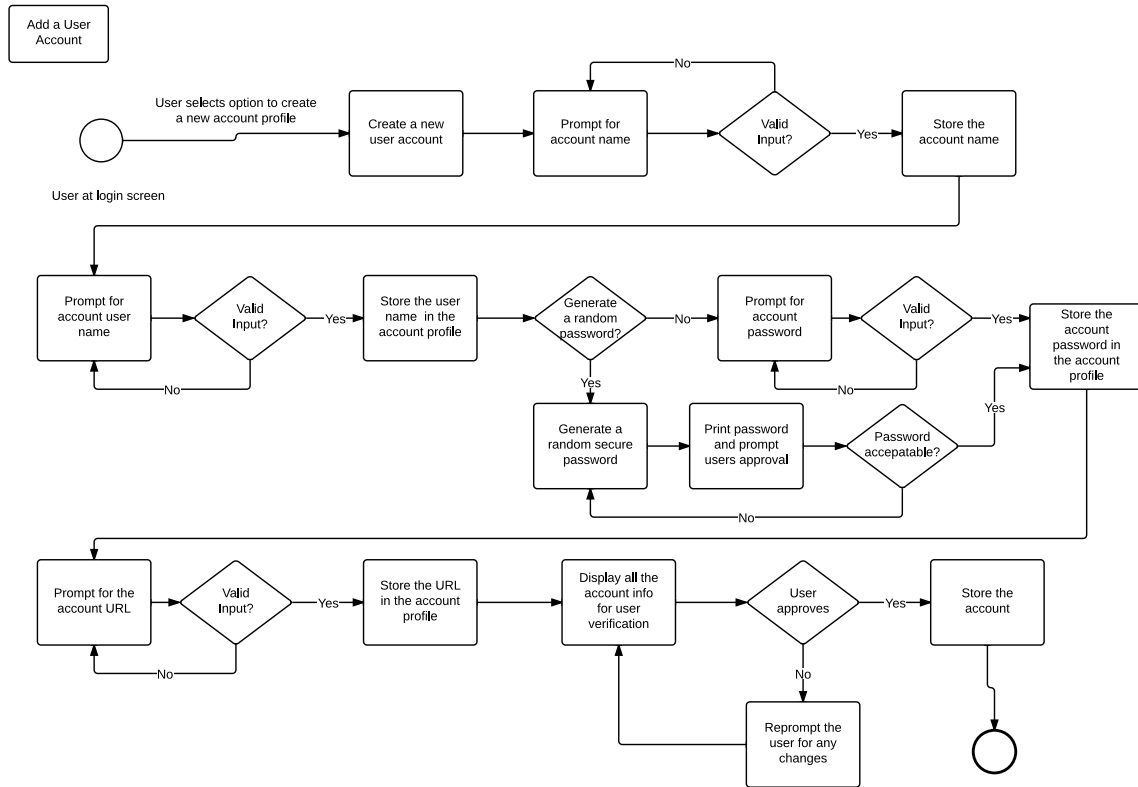 Add a User
Account
No
User selects option to create
a new account profile
Create a new
user account
Prompt for
account name
Valid
Input?
Yes
Store the
account name
User at login screen
Prompt for
account user
name
Valid
Input?
Yes
No
Store the user
name in the
account profile
Generate
a random
password?
No
Yes
Prompt for
account
password
Valid
Input?
Yes
No
Store the
account
password in
the account
profile
Generate a
random secure
password
Print password
and prompt
users approval
Password
accepatable?
Yes
No
Prompt for the
account URL
Valid
Input?
Yes
No
Store the URL
in the account
profile
Display all the
account info
for user
verification
User
approves
Yes
No
Store the
account
Reprompt the
user for any
changes